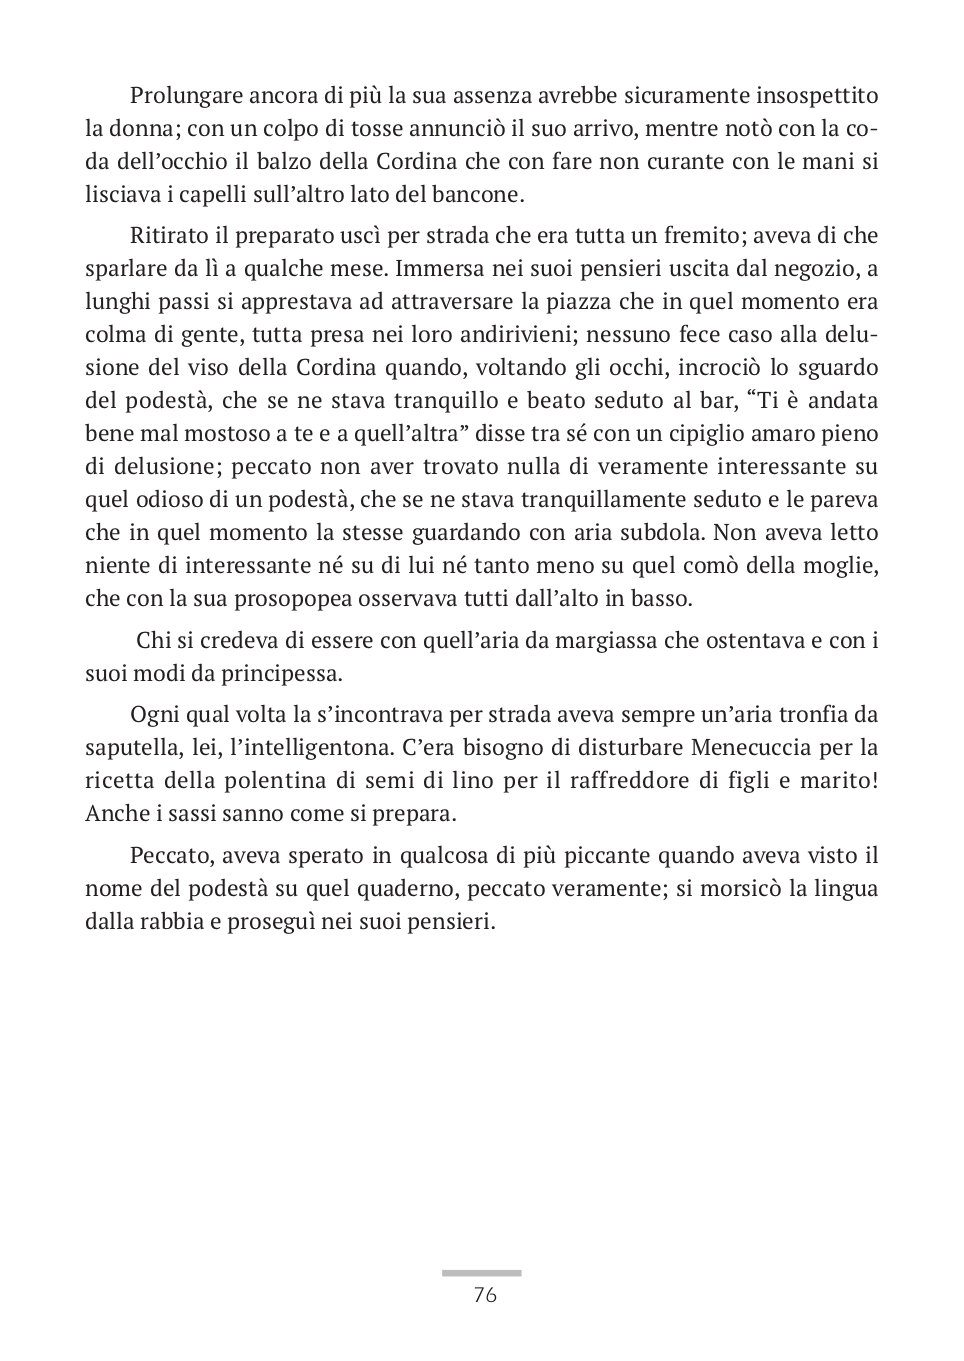 Prolungare ancora di più la sua assenza avrebbe sicuramente insospettito
la donna; con un colpo di tosse annunciò il suo arrivo, mentre notò con la co-
da dell’occhio il balzo della Cordina che con fare non curante con le mani si
lisciava i capelli sull’altro lato del bancone.
Ritirato il preparato uscì per strada che era tutta un fremito; aveva di che
sparlare da lì a qualche mese. Immersa nei suoi pensieri uscita dal negozio, a
lunghi passi si apprestava ad attraversare la piazza che in quel momento era
colma di gente, tutta presa nei loro andirivieni; nessuno fece caso alla delu-
sione del viso della Cordina quando, voltando gli occhi, incrociò lo sguardo
del podestà, che se ne stava tranquillo e beato seduto al bar, “Ti è andata
bene mal mostoso a te e a quell’altra” disse tra sé con un cipiglio amaro pieno
di delusione; peccato non aver trovato nulla di veramente interessante su
quel odioso di un podestà, che se ne stava tranquillamente seduto e le pareva
che in quel momento la stesse guardando con aria subdola. Non aveva letto
niente di interessante né su di lui né tanto meno su quel comò della moglie,
che con la sua prosopopea osservava tutti dall’alto in basso.
Chi si credeva di essere con quell’aria da margiassa che ostentava e con i
suoi modi da principessa.
Ogni qual volta la s’incontrava per strada aveva sempre un’aria tronfia da
saputella, lei, l’intelligentona. C’era bisogno di disturbare Menecuccia per la
ricetta della polentina di semi di lino per il raffreddore di figli e marito!
Anche i sassi sanno come si prepara.
Peccato, aveva sperato in qualcosa di più piccante quando aveva visto il
nome del podestà su quel quaderno, peccato veramente; si morsicò la lingua
dalla rabbia e proseguì nei suoi pensieri.
76